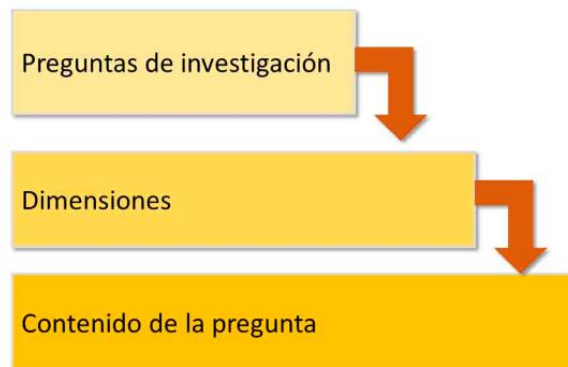 Preguntas de investigación
Dimensiones
Contenido de la pregunta